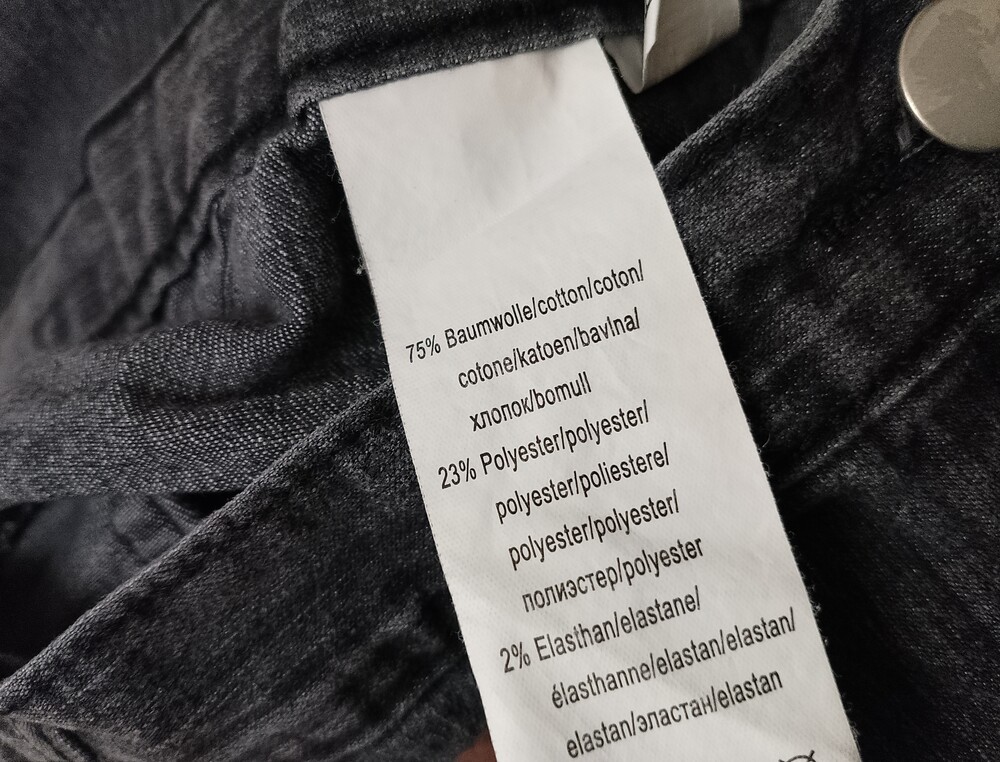 75% Baumwolle/cotton/coton/
cotone/katoen/bavlna/
хлопок/bomull
23% Polyester/polyester/
polyester/poliestere/
polyester/polyester/
полиэстер/polyester
2% Elasthan/elastane/
élasthanne/elastan/elastan/
elastan/эластан/elastan